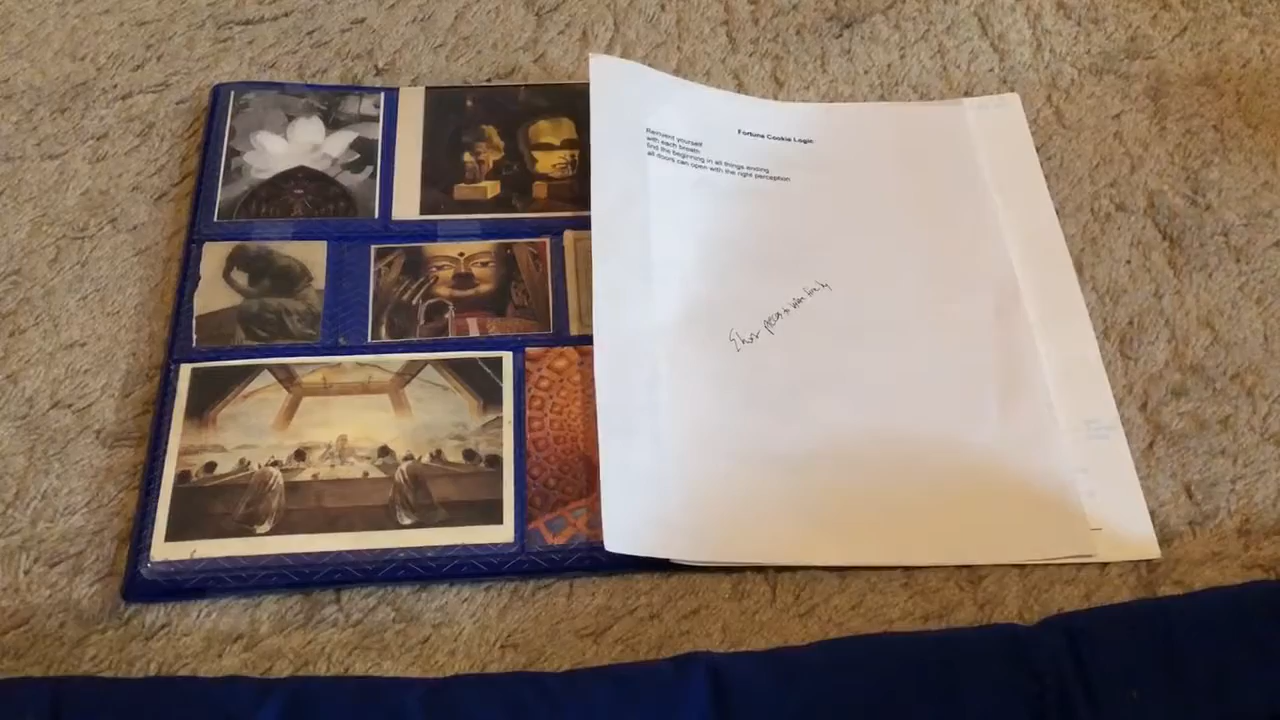 Fortune Cookie Login
Reinvent yourself
with each breath
find the beginning in all things ending
all doors can open with the right perception